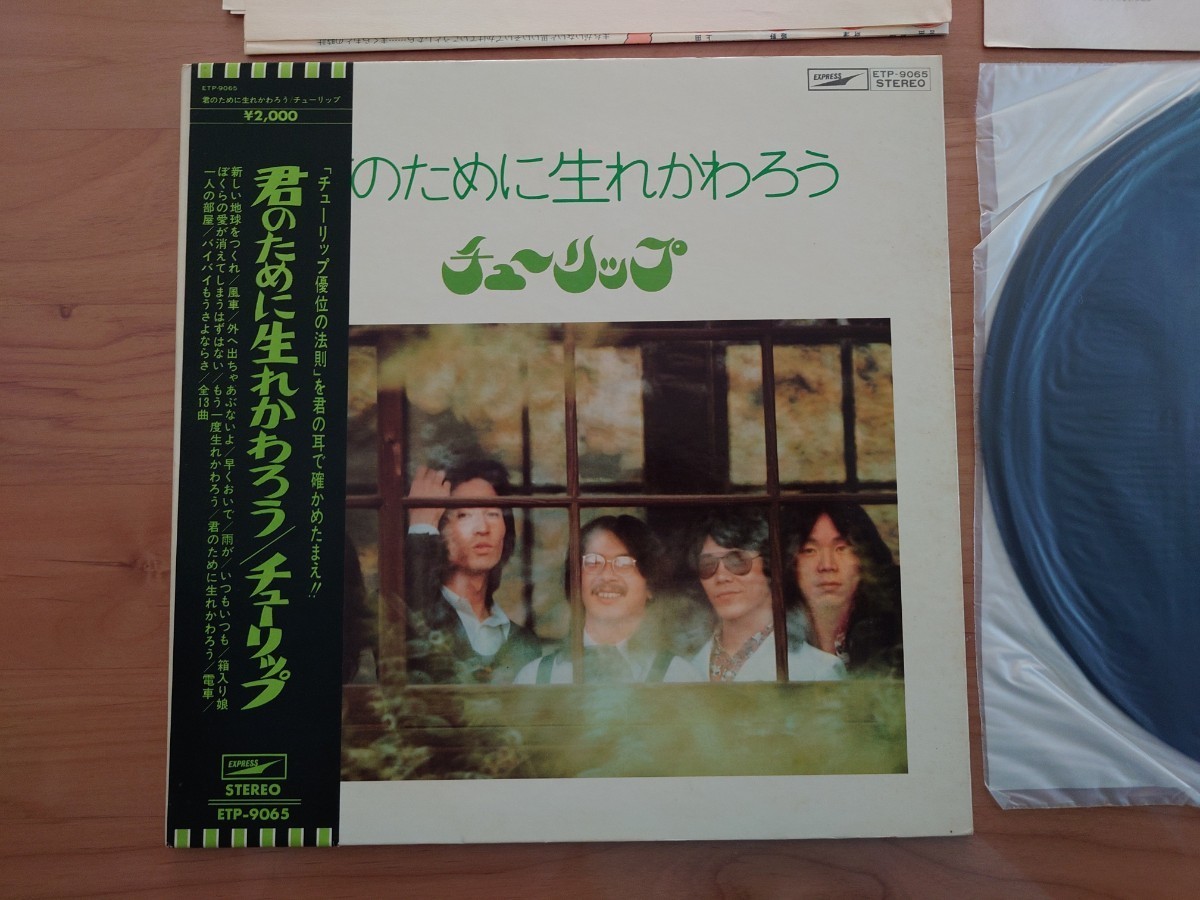 ETP-9065
君のために生れかわろう/チューリップ
¥2,000
「チューリップ優位の法則」を君の耳で確かめたまえ!!
君のために生れかわろう/チューリップ
新しい地球をつくれ/風車/外へ出ちゃあぶないよ/早くおいで/雨が/いつもいつも/箱入り娘
ぼくらの愛が消えてしまうはずはない/もう一度生れかわろう/君のために生れかわろう/電車/
一人の部屋/バイバイもうさよならさ/全13曲
EXPRESS
STEREO
ETP-9065
EXPRESS
ETP-9065
STEREO
のために生れかわろう
チューリップ